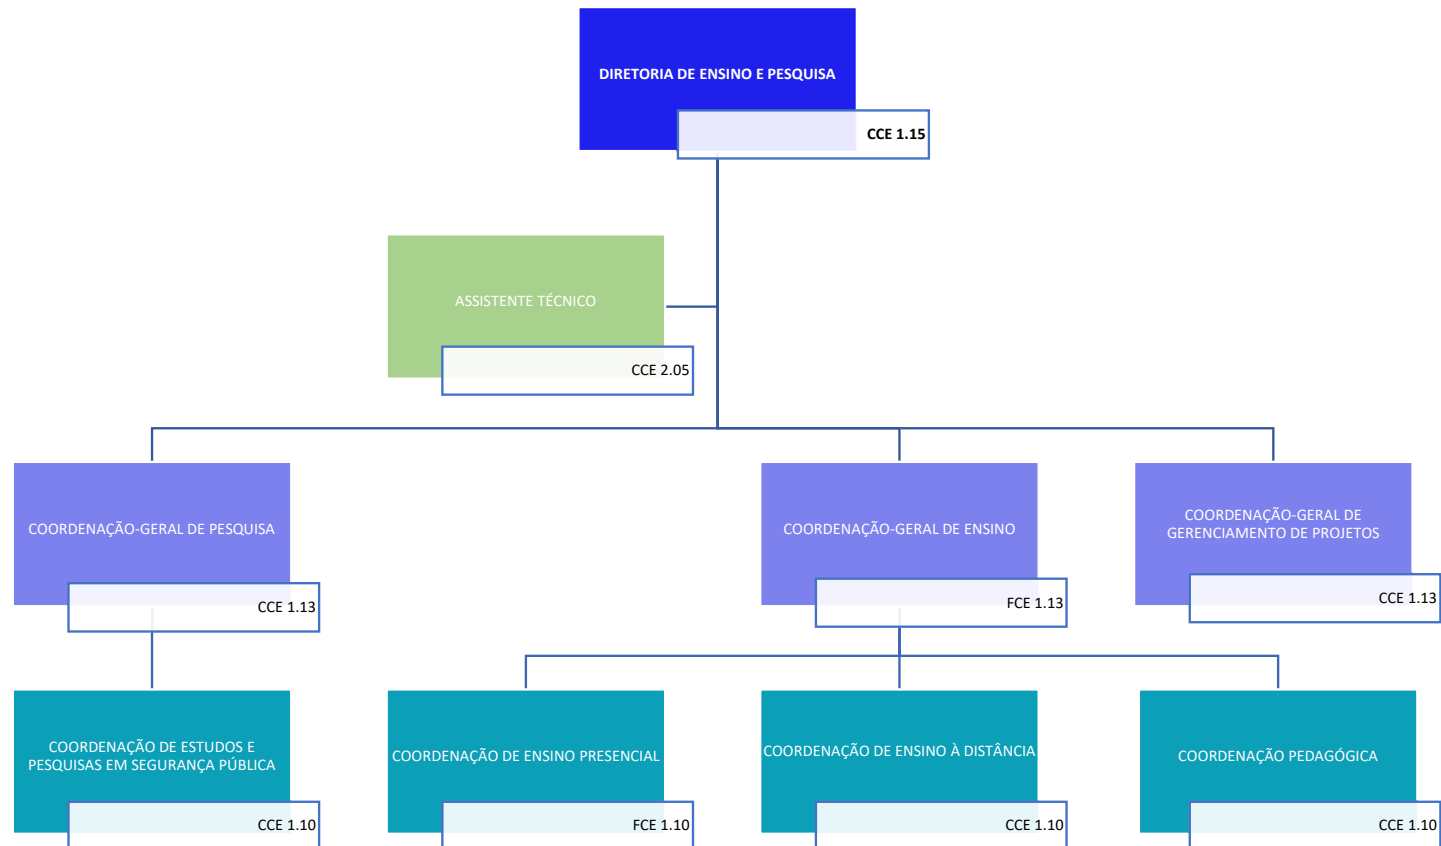 DIRETORIA DE ENSINO E PESQUISA
CCE 1.15
ASSISTENTE TÉCNICO
CCE 2.05
COORDENAÇÃO-GERAL DE PESQUISA
CCE 1.13
COORDENAÇÃO-GERAL DE ENSINO
FCE 1.13
COORDENAÇÃO-GERAL DE
GERENCIAMENTO DE PROJETOS
CCE 1.13
COORDENAÇÃO DE ESTUDOS E
PESQUISAS EM SEGURANÇA PÚBLICA
CCE 1.10
COORDENAÇÃO DE ENSINO PRESENCIAL
FCE 1.10
COORDENAÇÃO DE ENSINO À DISTÂNCIA
CCE 1.10
COORDENAÇÃO PEDAGÓGICA
CCE 1.10